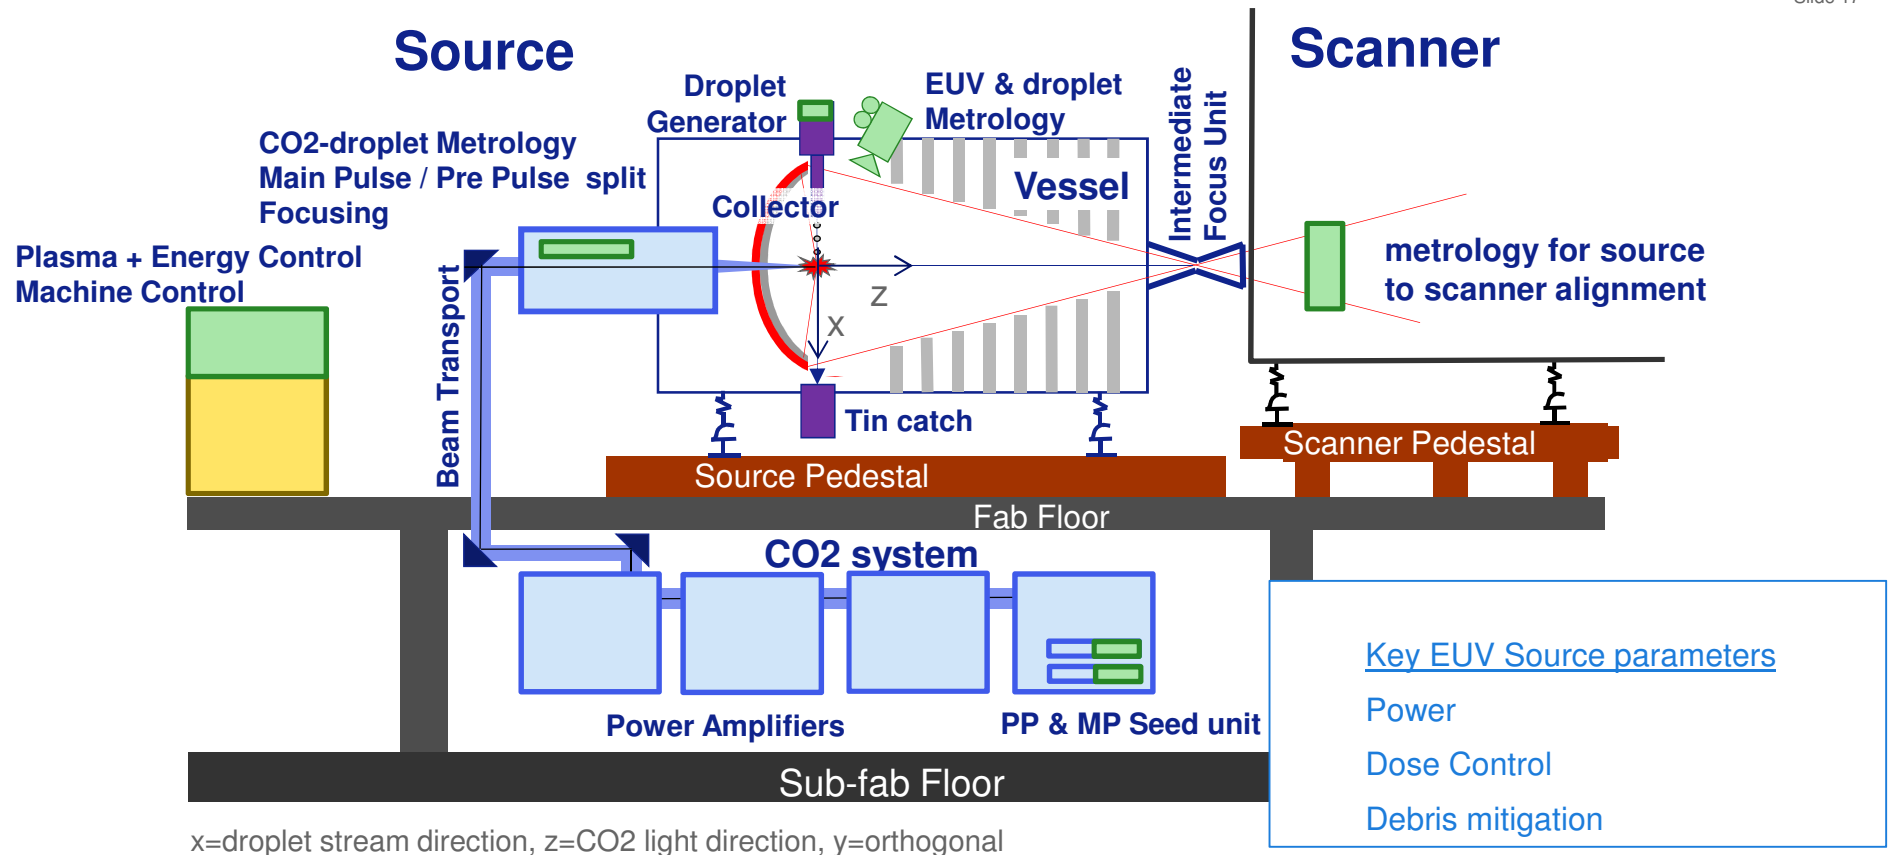 Source
Scanner
Droplet
Generator
EUV & droplet
Metrology
Intermediate
Focus Unit
CO2-droplet Metrology
Main Pulse / Pre Pulse split
Focusing
Vessel
Collector
Plasma + Energy Control
Machine Control
metrology for source
to scanner alignment
Beam Transport
z
x
Tin catch
Scanner Pedestal
Source Pedestal
Fab Floor
CO2 system
Power Amplifiers
PP & MP Seed unit
Key EUV Source parameters
Power
Dose Control
Debris mitigation
Sub-fab Floor
x=droplet stream direction, z=CO2 light direction, y=orthogonal